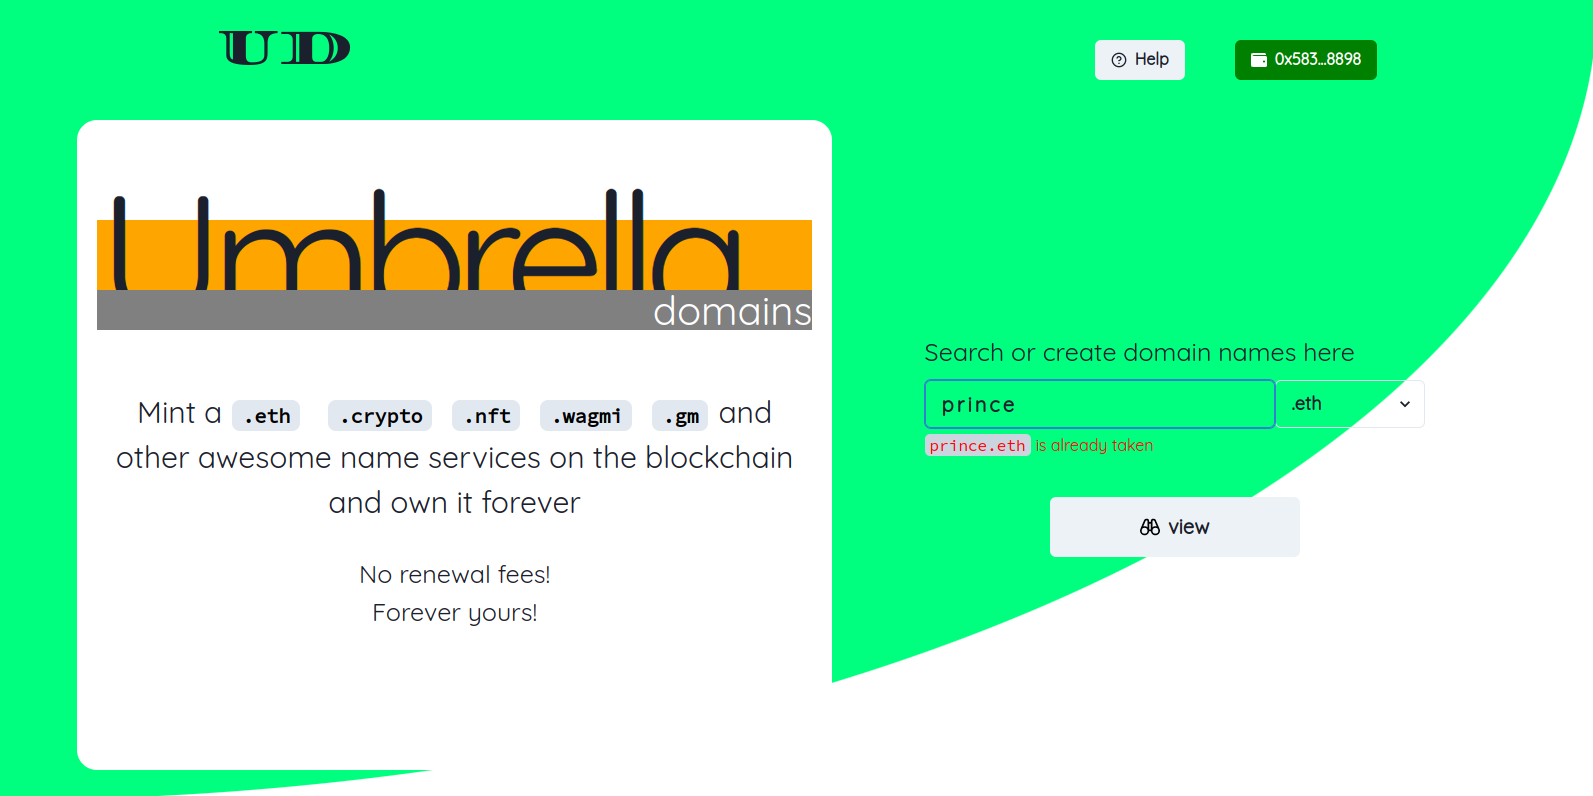 UD
Help
0x583...8898
Umbrella
domains
Mint a .eth .crypto .nft .wagmi .gm and
other awesome name services on the blockchain
and own it forever
No renewal fees!
Forever yours!
Search or create domain names here
prince
.eth
prince.eth is already taken
view